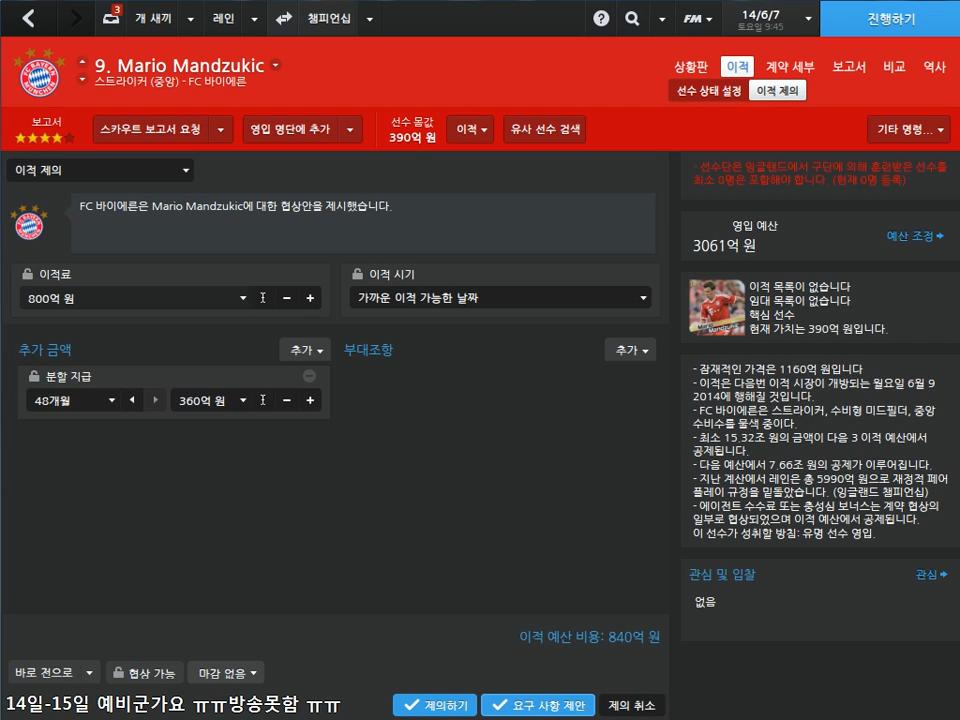 3 개 새끼 레인 챔피언십 ? FM 14/6/7 진행하기
토요일 9:45
9. Mario Mandzukic
스트라이커 (중앙) - FC 바이에른
상황판 이적 계약 세부 보고서 비교 역사
선수 상태 설정 이적 제의
보고서 스카우트 보고서 요청 영입 명단에 추가 선수 몸값 390억 원 이적 유사 선수 검색 기타 명령...
이적 제의
FC 바이에른은 Mario Mandzukic에 대한 협상안을 제시했습니다.
이적료 이적 시기
800억 원 가까운 이적 가능한 날짜
추가 금액 추가 부대조항 추가
분할 지급
48개월 360억 원
이적 예산 비용: 840억 원
바로 전으로 협상 가능 마감 없음
14일-15일 예비군가요 ㅠㅠ방송못함 ㅠㅠ
제의하기 요구 사항 제안 제의 취소
- 선수단은 잉글랜드에서 구단에 의해 훈련받은 선수를
최소 8명은 포함해야 합니다. (현재 0명 등록)
영입 예산
3061억 원 예산 조정
이적 목록이 없습니다
임대 목록이 없습니다
핵심 선수
현재 가치는 390억 원입니다.
- 잠재적인 가격은 1160억 원입니다
- 이적은 다음번 이적 시장이 개방되는 월요일 6월 9
2014에 행해질 것입니다.
- FC 바이에른은 스트라이커, 수비형 미드필더, 중앙
수비수를 물색 중이다.
- 최소 15.32조 원의 금액이 다음 3 이적 예산에서
공제됩니다.
- 다음 예산에서 7.66조 원의 공제가 이루어집니다.
- 지난 계산에서 레인은 총 5990억 원으로 재정적 페어
플레이 규정을 밑돌았습니다. (잉글랜드 챔피언십)
- 에이전트 수수료 또는 충성심 보너스는 계약 협상의
일부로 협상되었으며 이적 예산에서 공제됩니다.
이 선수가 성취할 방침: 유명 선수 영입.
관심 및 입찰 관심
없음